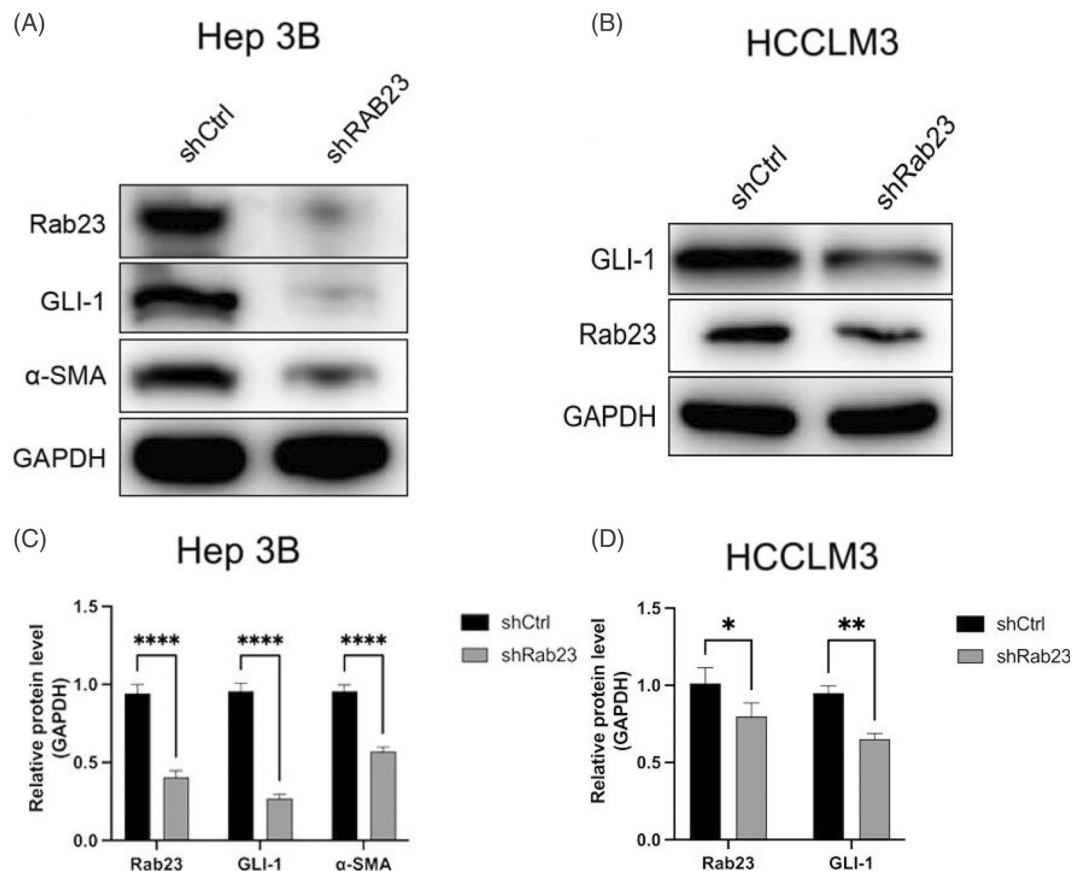 (A)
Hep 3B
shCtrl
shRAB23
Rab23
GLI-1
α-SMA
GAPDH
(B)
HCCLM3
shCtrl
shRab23
GLI-1
Rab23
GAPDH
(C)
Hep 3B
Relative protein level
(GAPDH)
1.5
1.0
0.5
0.0
****
****
****
Rab23
GLI-1
α-SMA
shCtrl
shRab23
(D)
HCCLM3
Relative protein level
(GAPDH)
1.5
1.0
0.5
0.0
*
**
Rab23
GLI-1
shCtrl
shRab23